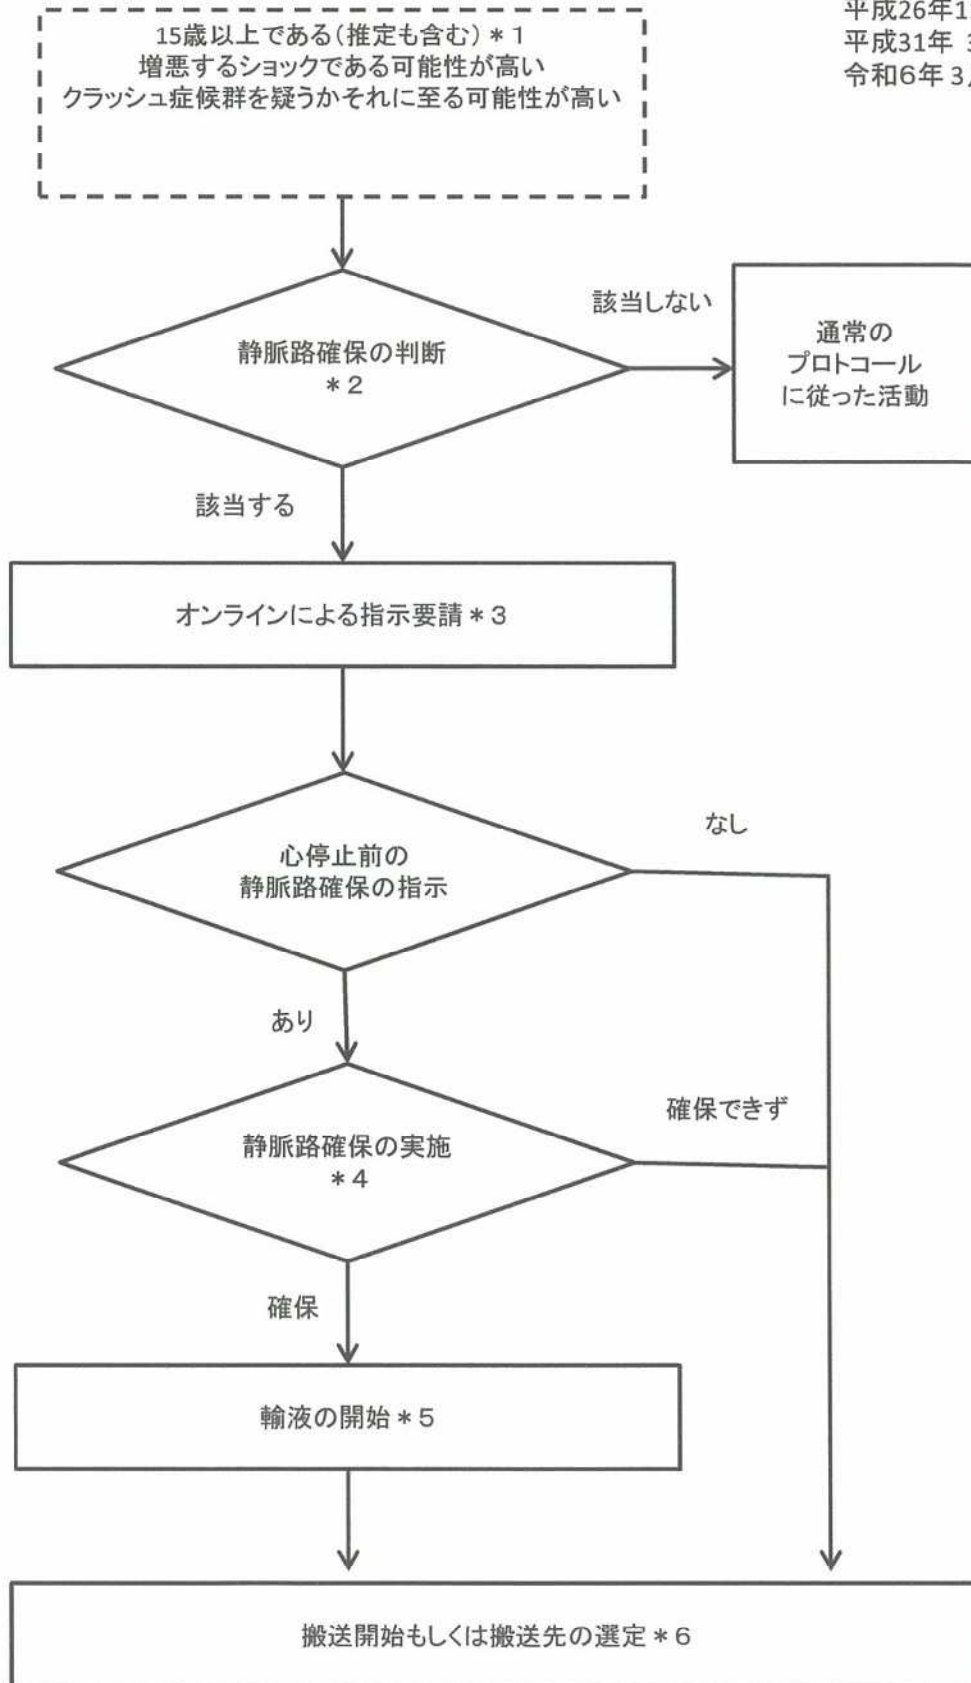 平成26年1
平成31年 3
令和6年3
15歳以上である(推定も含む)*1
増悪するショックである可能性が高い
クラッシュ症候群を疑うかそれに至る可能性が高い
静脈路確保の判断
*2
該当しない
通常の
プロトコール
に従った活動
該当する
オンラインによる指示要請*3
心停止前の
静脈路確保の指示
なし
あり
静脈路確保の実施
*4
確保できず
確保
輸液の開始*5
搬送開始もしくは搬送先の選定*6